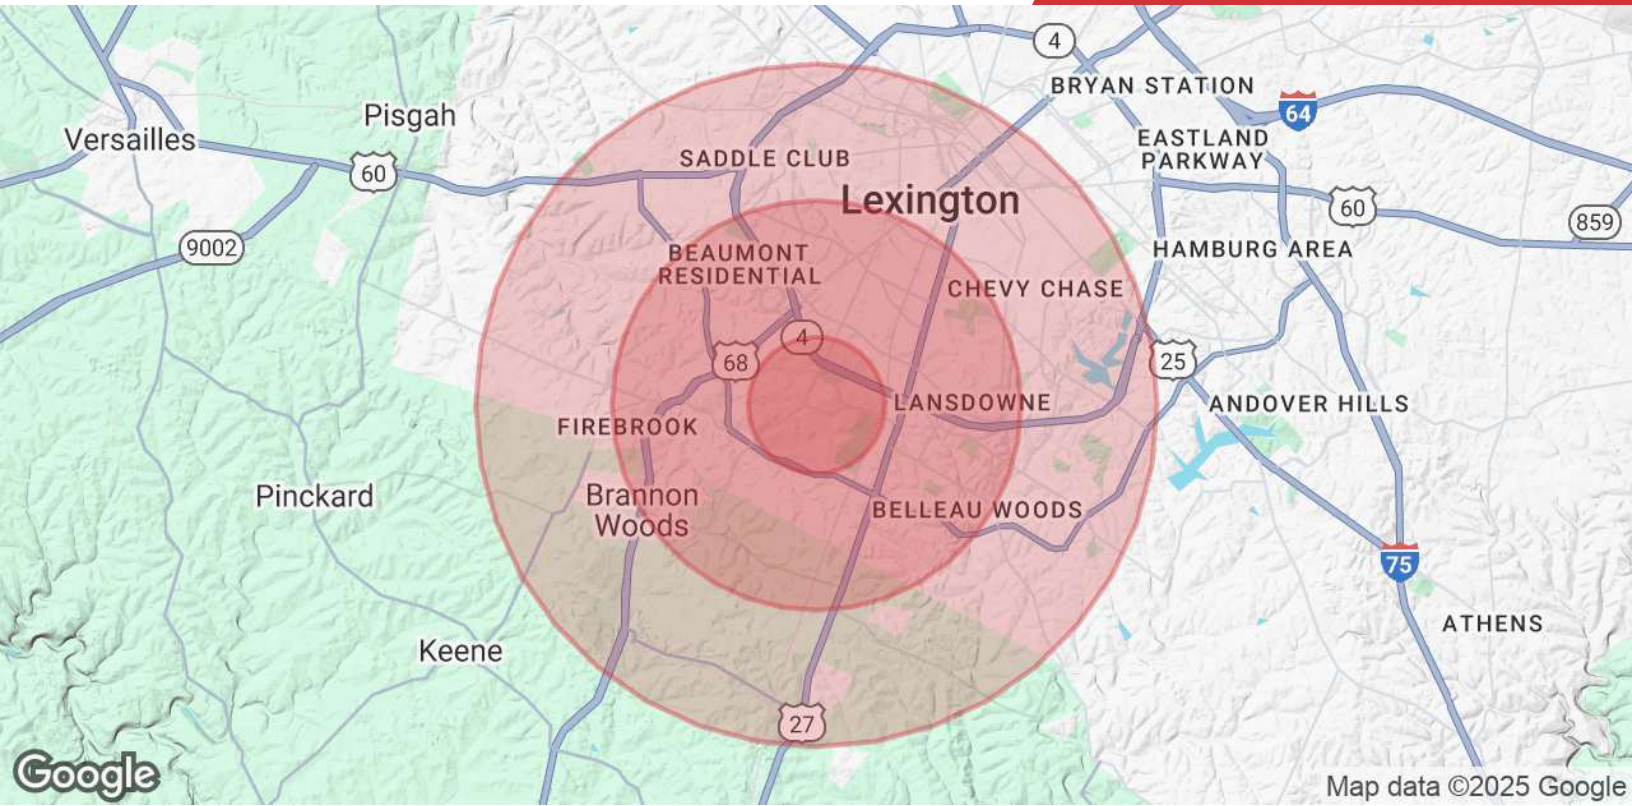 4
BRYAN STATION
64
Pisgah
Versailles
EASTLAND
PARKWAY
SADDLE CLUB
60
Lexington
60
859
9002
BEAUMONT
RESIDENTIAL
HAMBURG AREA
CHEVY CHASE
4
68
25
LANSDOWNE
ANDOVER HILLS
FIREBROOK
Pinckard
Brannon
Woods
BELLEAU WOODS
75
ATHENS
Keene
27
Google
Map data ©2025 Google